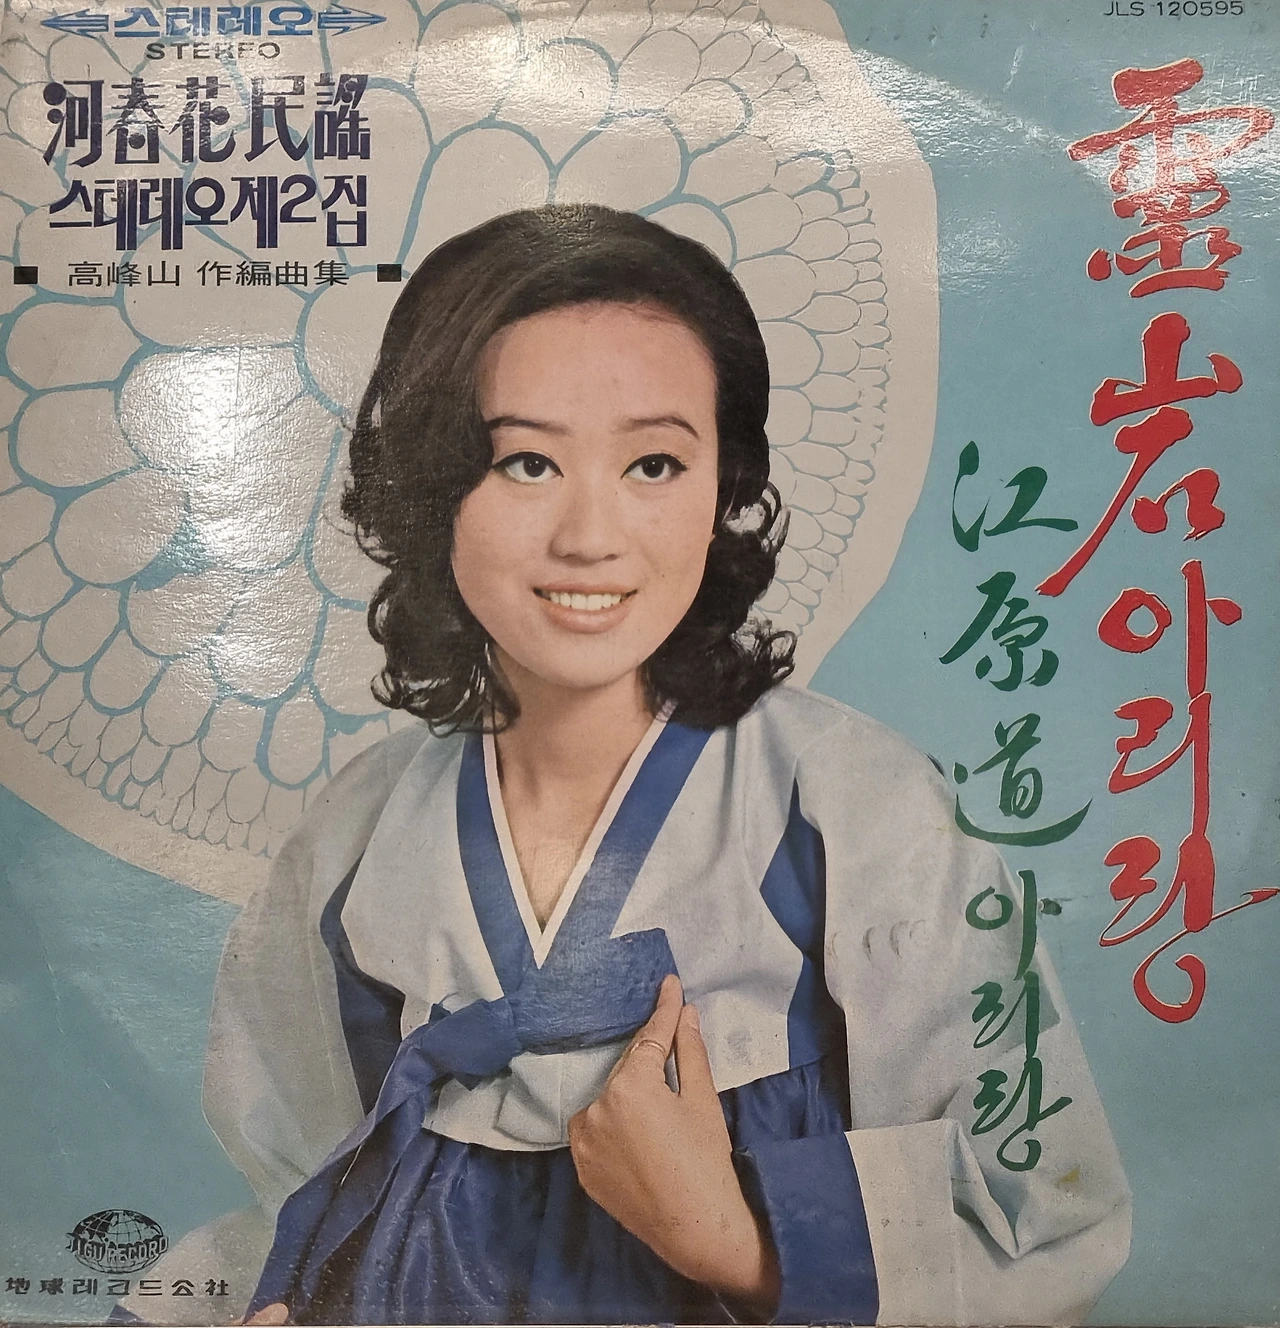 스테레오
STEREO
JLS 120595
河春花民謠
스테레오제2집
■ 高峰山 作編曲集 ■
靈岩아리랑
江原道아리랑
JIGU RECORD
地球레코드公社